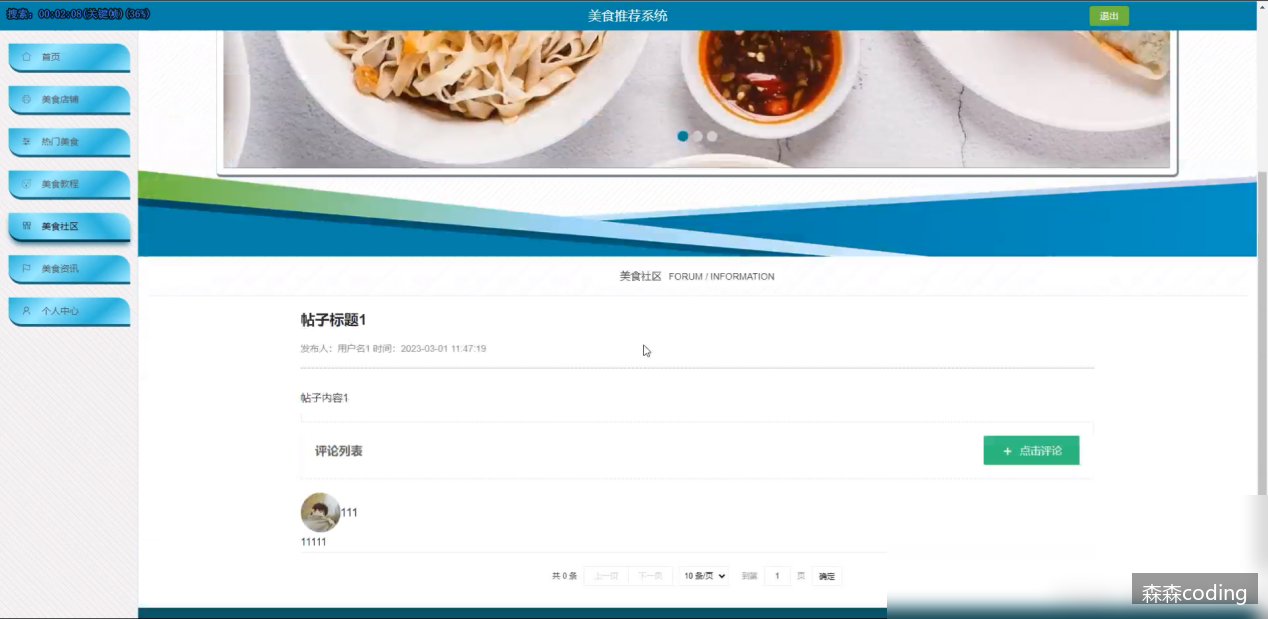 搜索: 00:02:08(关键帧)(36%)
美食推荐系统
退出
首页
美食店铺
热门美食
美食教程
美食社区
美食资讯
个人中心
美食社区 FORUM / INFORMATION
帖子标题1
发布人: 用户名1 时间: 2023-03-01 11:47:19
帖子内容1
评论列表
+ 点击评论
111
11111
共 0 条 上一页 下一页 10 条/页 到第 1 页 确定
森森coding